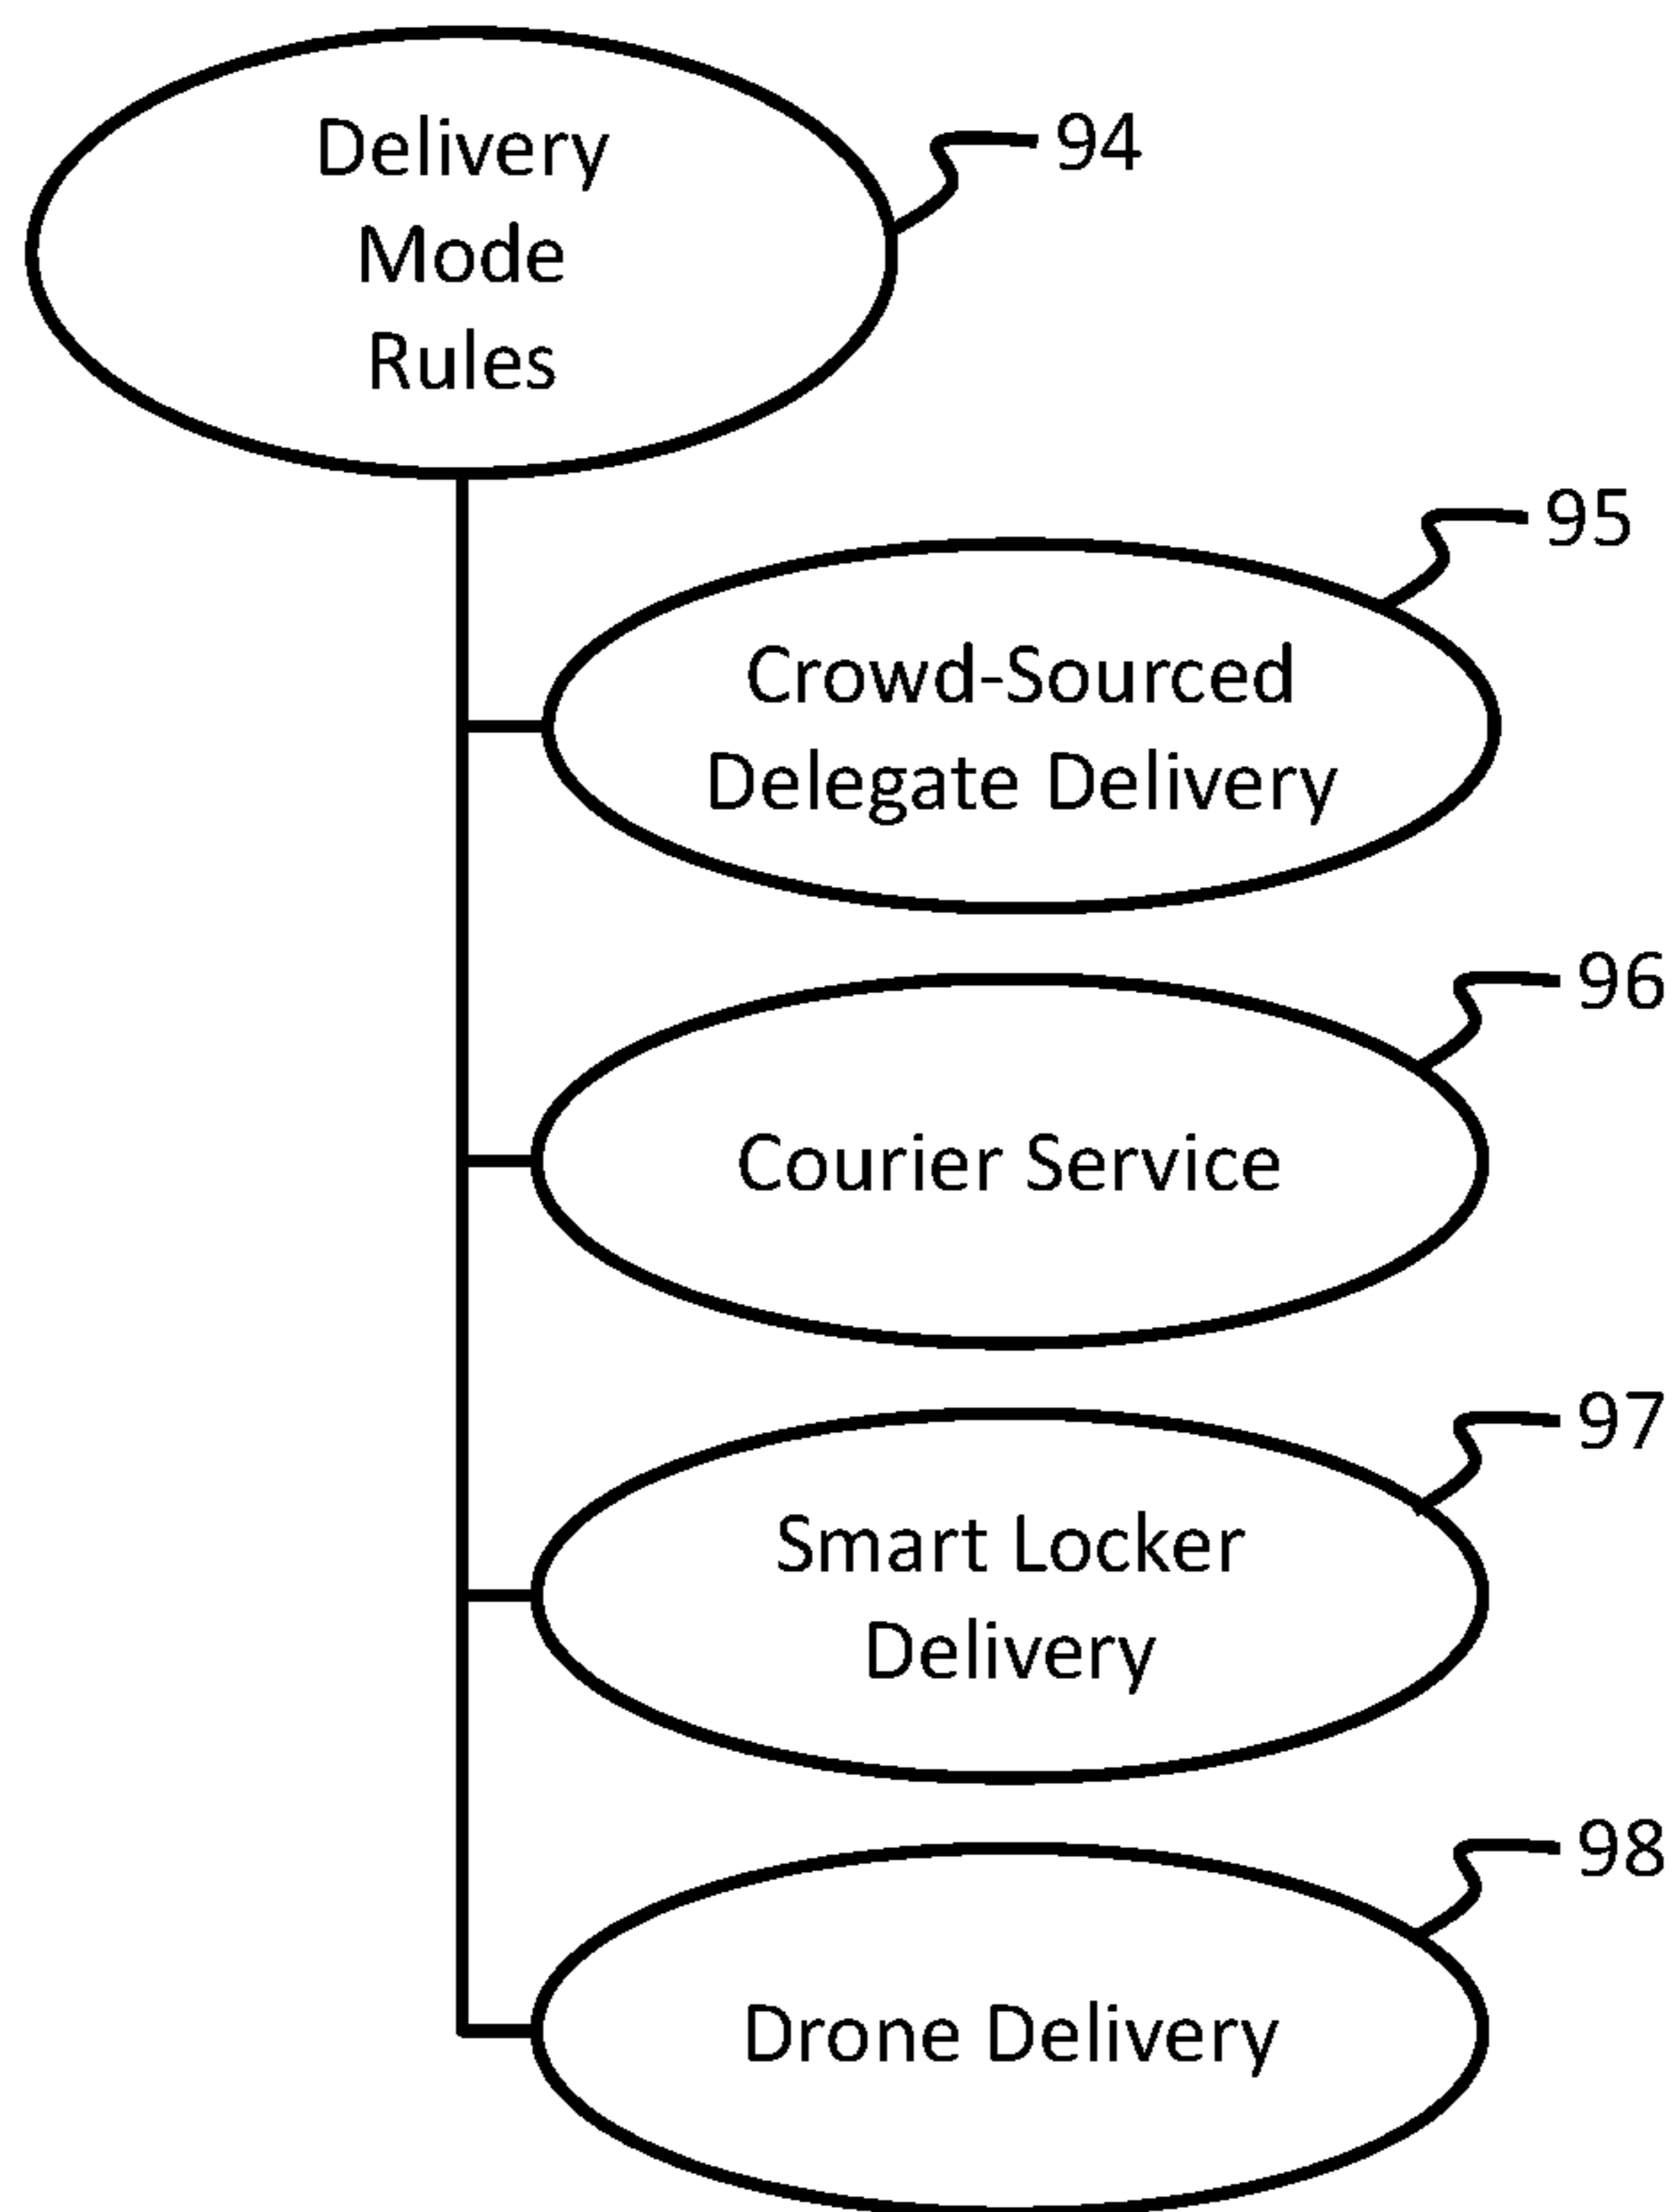 Delivery
Mode
Rules
94
95
Crowd-Sourced
Delegate Delivery
96
Courier Service
97
Smart Locker
Delivery
98
Drone Delivery